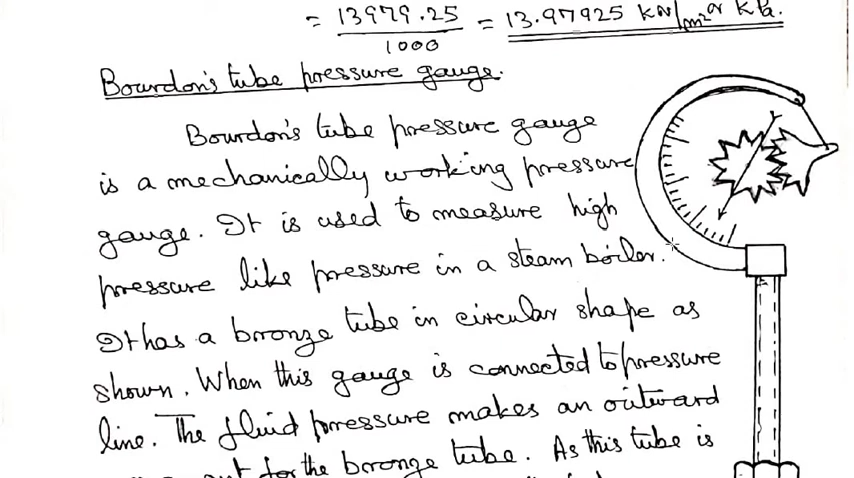 = 13979.25 / 1000 = 13.97925 kN/m² or kPa.
Bourdon's tube pressure gauge.
Bourdon's tube pressure gauge
is a mechanically working pressure
gauge. It is used to measure high
pressure like pressure in a steam boiler.
It has a bronze tube in circular shape as
shown. When this gauge is connected to pressure
line. The fluid pressure makes an outward
for the bronze tube. As this tube is